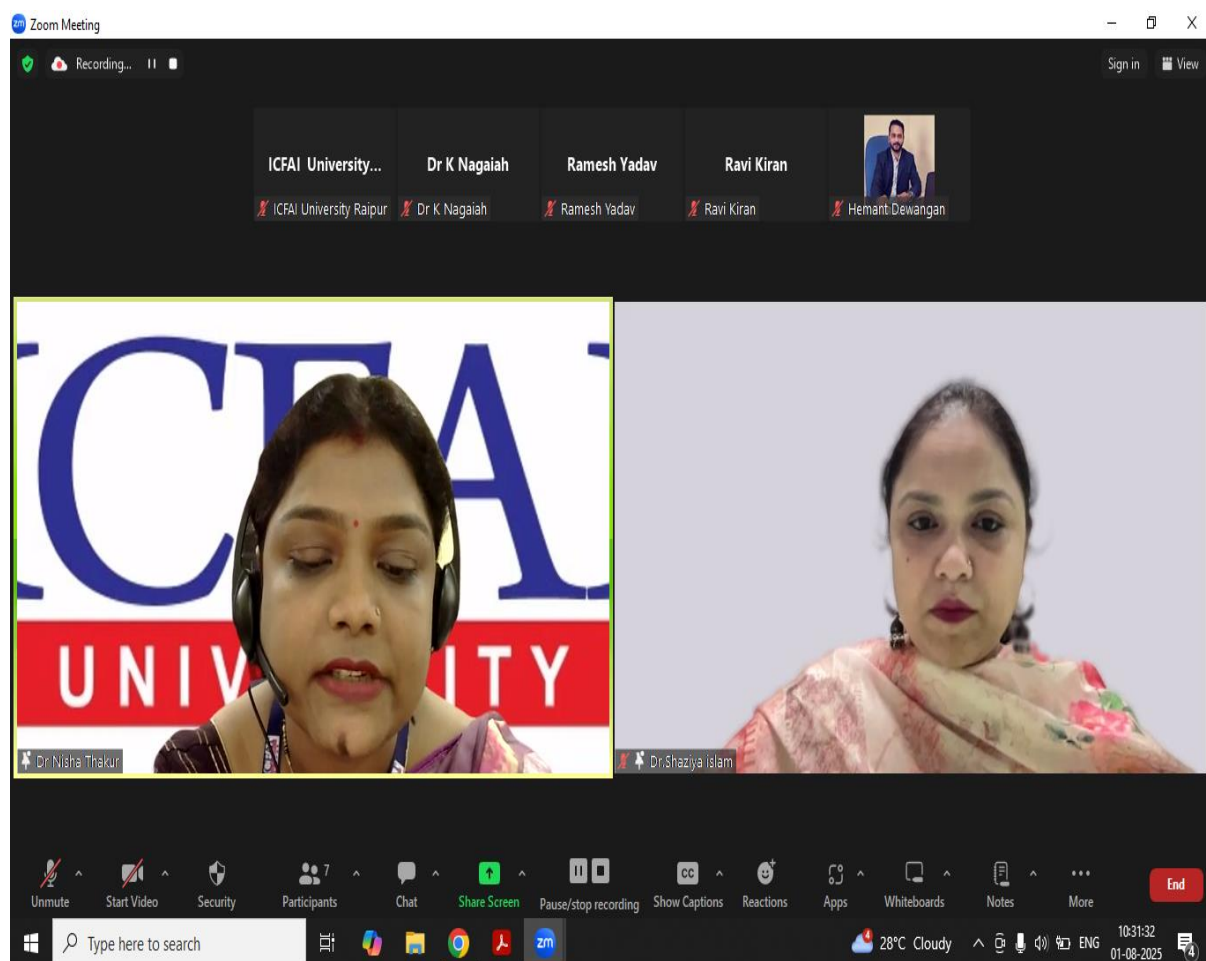 Zoom Meeting
Recording...
Sign in
View
ICFAI University...
ICFAI University Raipur
Dr K Nagaiah
Dr K Nagaiah
Ramesh Yadav
Ramesh Yadav
Ravi Kiran
Ravi Kiran
Hemant Dewangan
ICFAI
UNIV ITY
Dr Nisha Thakur
Dr.Shaziya islam
Unmute
Start Video
Security
7
Participants
Chat
Share Screen
Pause/stop recording
CC
Show Captions
Reactions
Apps
Whiteboards
Notes
More
End
Type here to search
zm
4
28°C Cloudy
ENG
10:31:32
01-08-2025
4